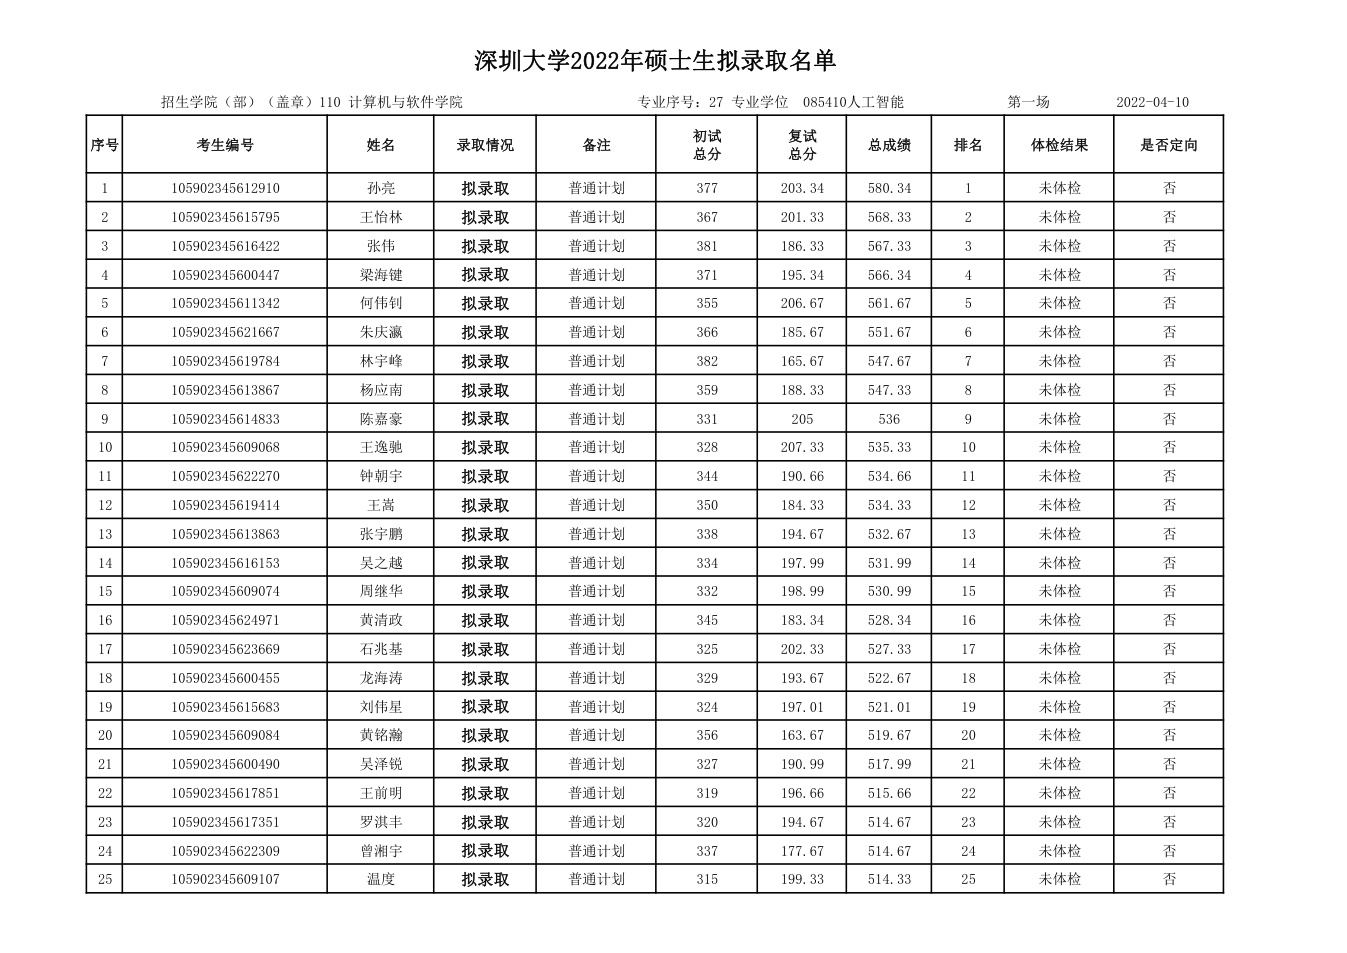 深圳大学2022年硕士生拟录取名单
招生学院（部）（盖章）110 计算机与软件学院 专业序号：27 专业学位 085410人工智能 第一场 2022-04-10
序号 考生编号 姓名 录取情况 备注 初试总分 复试总分 总成绩 排名 体检结果 是否定向
1 105902345612910 孙亮 拟录取 普通计划 377 203.34 580.34 1 未体检 否
2 105902345615795 王怡林 拟录取 普通计划 367 201.33 568.33 2 未体检 否
3 105902345616422 张伟 拟录取 普通计划 381 186.33 567.33 3 未体检 否
4 105902345600447 梁海键 拟录取 普通计划 371 195.34 566.34 4 未体检 否
5 105902345611342 何伟钊 拟录取 普通计划 355 206.67 561.67 5 未体检 否
6 105902345621667 朱庆瀛 拟录取 普通计划 366 185.67 551.67 6 未体检 否
7 105902345619784 林宇峰 拟录取 普通计划 382 165.67 547.67 7 未体检 否
8 105902345613867 杨应南 拟录取 普通计划 359 188.33 547.33 8 未体检 否
9 105902345614833 陈嘉豪 拟录取 普通计划 331 205 536 9 未体检 否
10 105902345609068 王逸驰 拟录取 普通计划 328 207.33 535.33 10 未体检 否
11 105902345622270 钟朝宇 拟录取 普通计划 344 190.66 534.66 11 未体检 否
12 105902345619414 王嵩 拟录取 普通计划 350 184.33 534.33 12 未体检 否
13 105902345613863 张宇鹏 拟录取 普通计划 338 194.67 532.67 13 未体检 否
14 105902345616153 吴之越 拟录取 普通计划 334 197.99 531.99 14 未体检 否
15 105902345609074 周继华 拟录取 普通计划 332 198.99 530.99 15 未体检 否
16 105902345624971 黄清政 拟录取 普通计划 345 183.34 528.34 16 未体检 否
17 105902345623669 石兆基 拟录取 普通计划 325 202.33 527.33 17 未体检 否
18 105902345600455 龙海涛 拟录取 普通计划 329 193.67 522.67 18 未体检 否
19 105902345615683 刘伟星 拟录取 普通计划 324 197.01 521.01 19 未体检 否
20 105902345609084 黄铭瀚 拟录取 普通计划 356 163.67 519.67 20 未体检 否
21 105902345600490 吴泽锐 拟录取 普通计划 327 190.99 517.99 21 未体检 否
22 105902345617851 王前明 拟录取 普通计划 319 196.66 515.66 22 未体检 否
23 105902345617351 罗淇丰 拟录取 普通计划 320 194.67 514.67 23 未体检 否
24 105902345622309 曾湘宇 拟录取 普通计划 337 177.67 514.67 24 未体检 否
25 105902345609107 温度 拟录取 普通计划 315 199.33 514.33 25 未体检 否